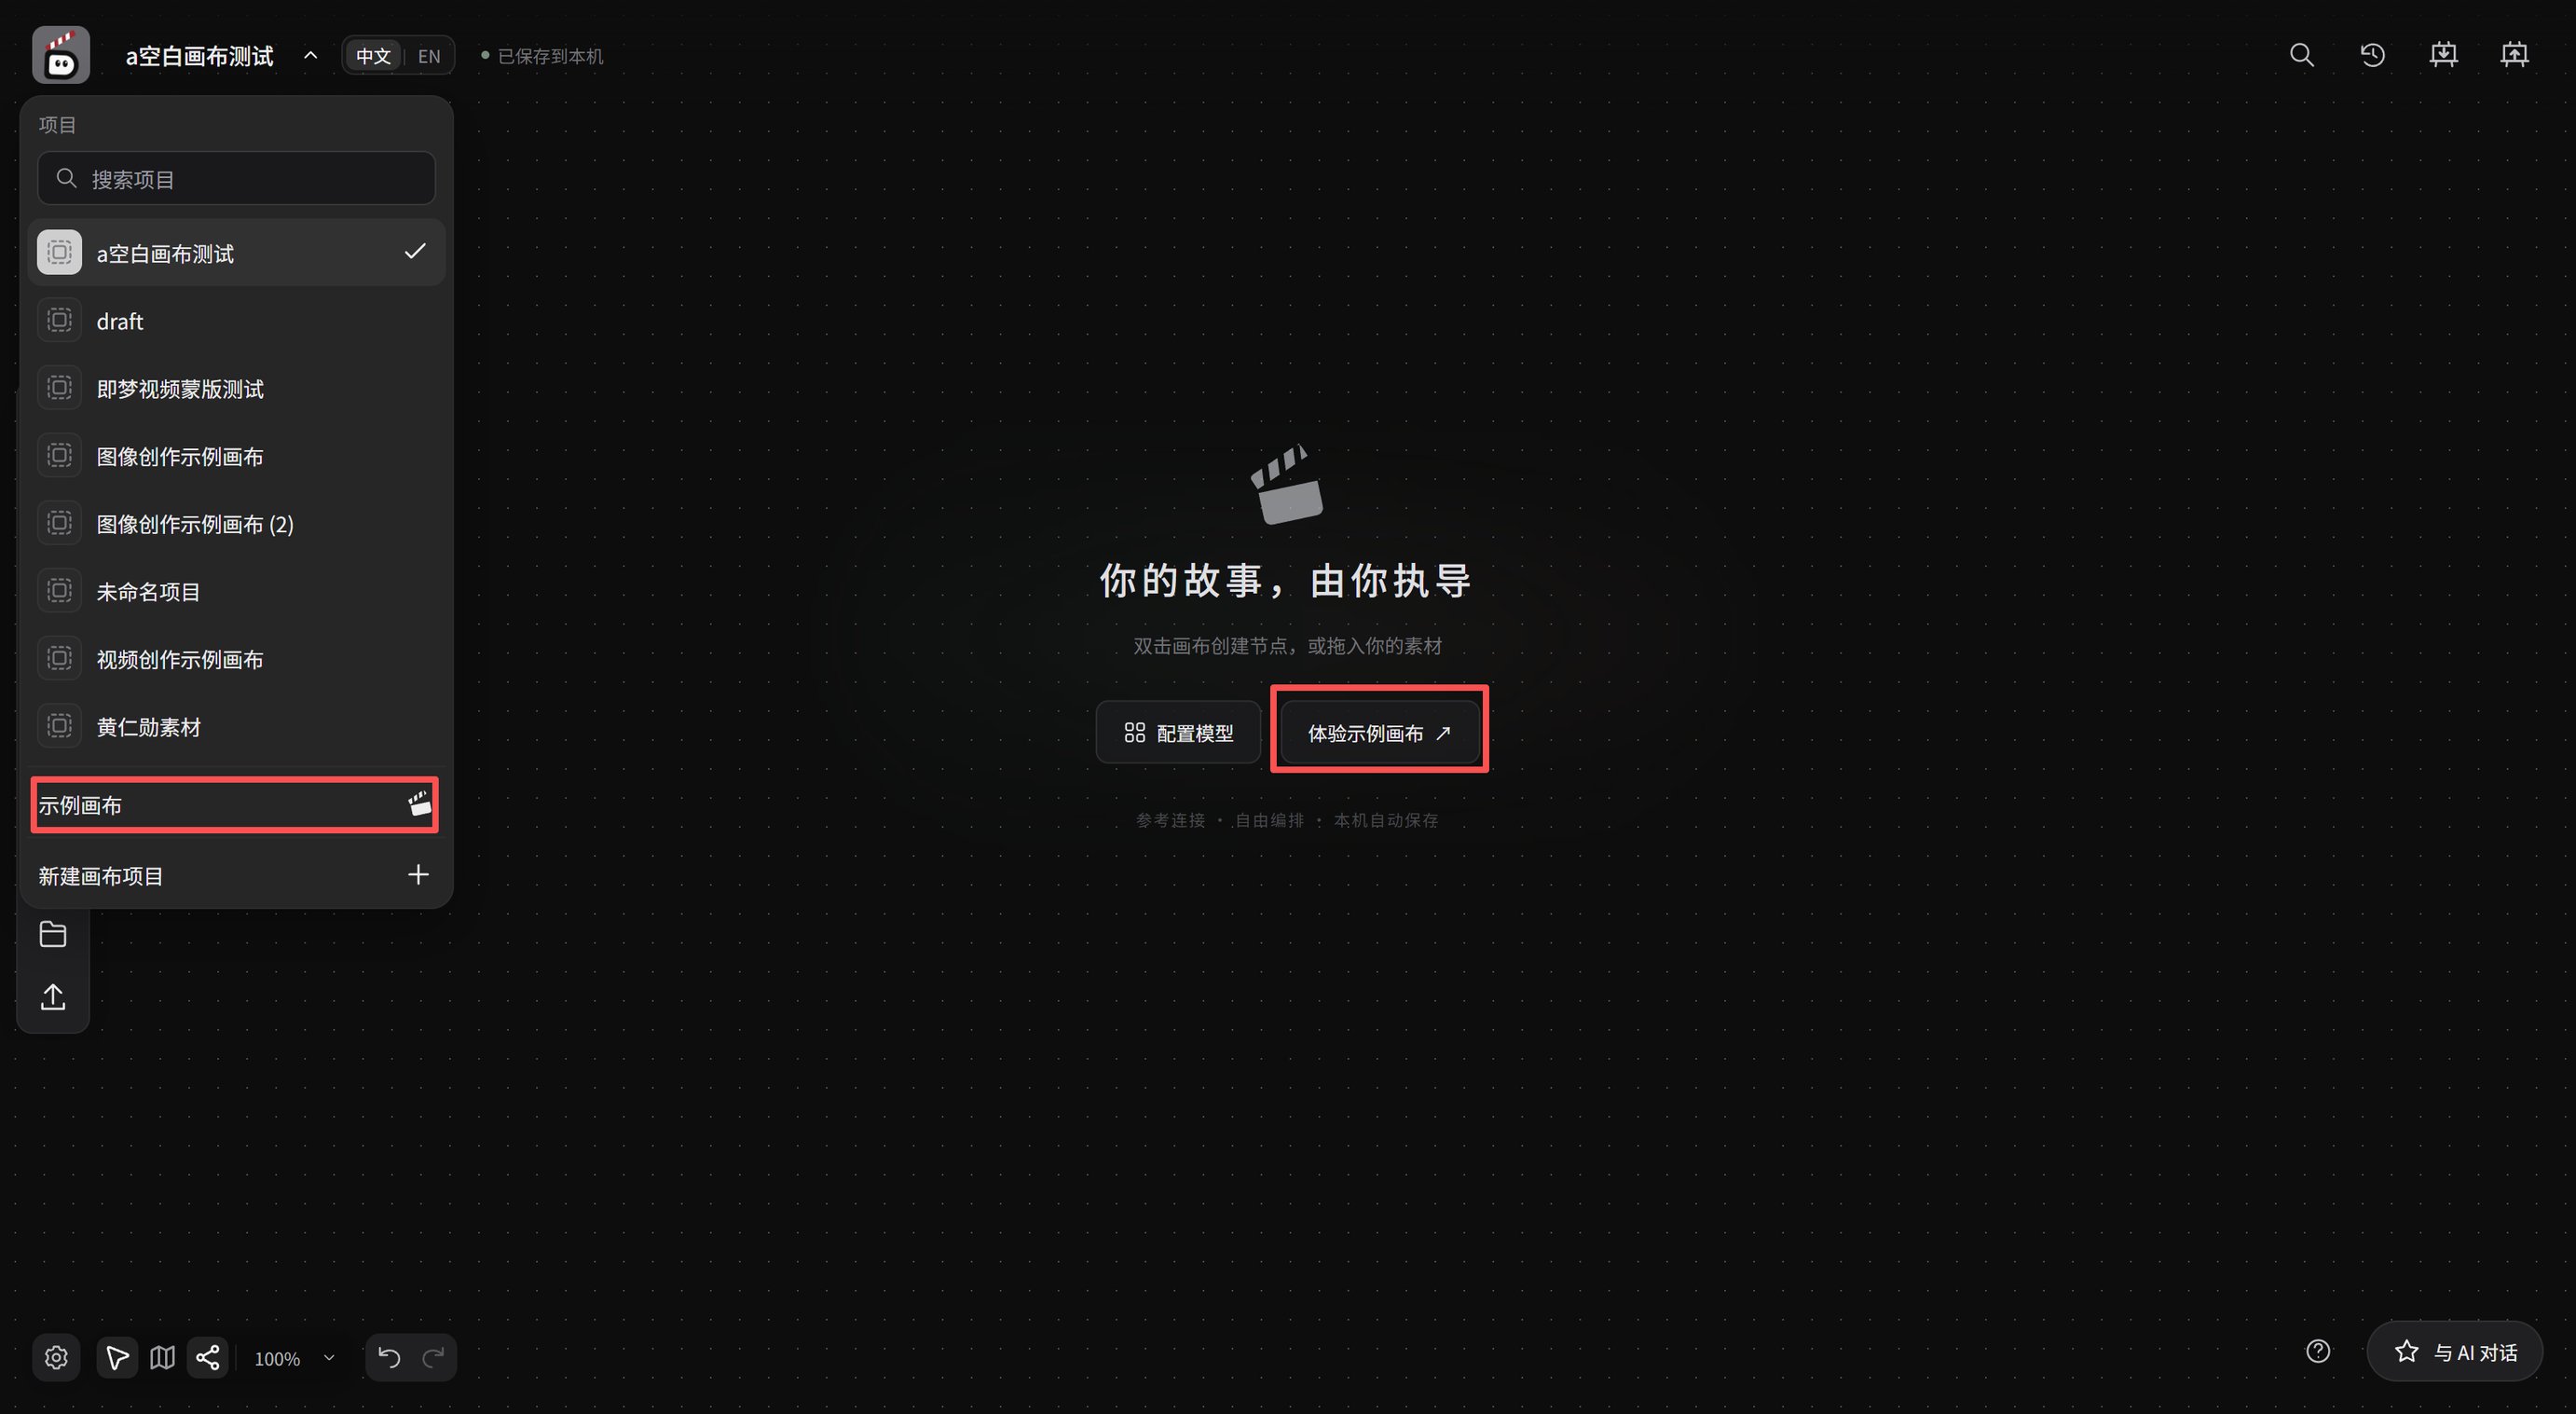 a空白画布测试
中文 EN
已保存到本机
项目
搜索项目
a空白画布测试
draft
即梦视频蒙版测试
图像创作示例画布
图像创作示例画布 (2)
未命名项目
视频创作示例画布
黄仁勋素材
示例画布
新建画布项目
你的故事，由你执导
双击画布创建节点，或拖入你的素材
配置模型
体验示例画布 ↗
参考连接 · 自由编排 · 本机自动保存
100%
与 AI 对话